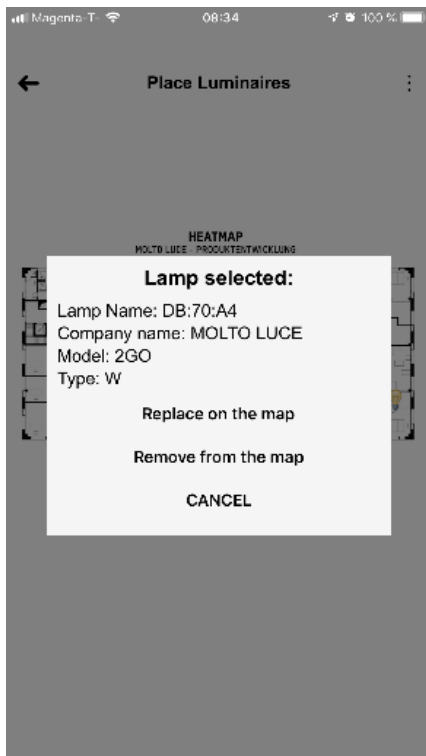 Magenta-T- 08:34 100 %
Place Luminaires
HEATMAP
MOLTO LUCE - PRODUKTENTWICKLUNG
Lamp selected:
Lamp Name: DB:70:A4
Company name: MOLTO LUCE
Model: 2GO
Type: W
Replace on the map
Remove from the map
CANCEL